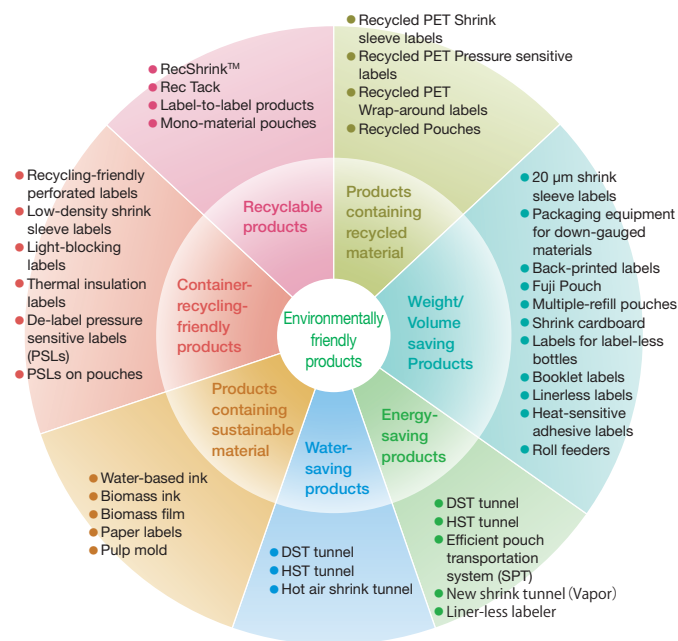 Environmentally
friendly
products
Recyclable
products
● RecShrink™
● Rec Tack
● Label-to-label products
● Mono-material pouches
Products
containing
recycled
material
● Recycled PET Shrink
sleeve labels
● Recycled PET Pressure sensitive
labels
● Recycled PET
Wrap-around labels
● Recycled Pouches
Weight/
Volume
saving
Products
● 20 μm shrink
sleeve labels
● Packaging equipment
for down-gauged
materials
● Back-printed labels
● Fuji Pouch
● Multiple-refill pouches
● Shrink cardboard
● Labels for label-less
bottles
● Booklet labels
● Linerless labels
● Heat-sensitive
adhesive labels
● Roll feeders
Energy-
saving
products
● DST tunnel
● HST tunnel
● Efficient pouch
transportation
system (SPT)
● New shrink tunnel (Vapor)
● Liner-less labeler
Water-
saving
products
● DST tunnel
● HST tunnel
● Hot air shrink tunnel
Products
containing
sustainable
material
● Water-based ink
● Biomass ink
● Biomass film
● Paper labels
● Pulp mold
Container-
recycling-
friendly
products
● Recycling-friendly
perforated labels
● Low-density shrink
sleeve labels
● Light-blocking
labels
● Thermal insulation
labels
● De-label pressure
sensitive labels
(PSLs)
● PSLs on pouches